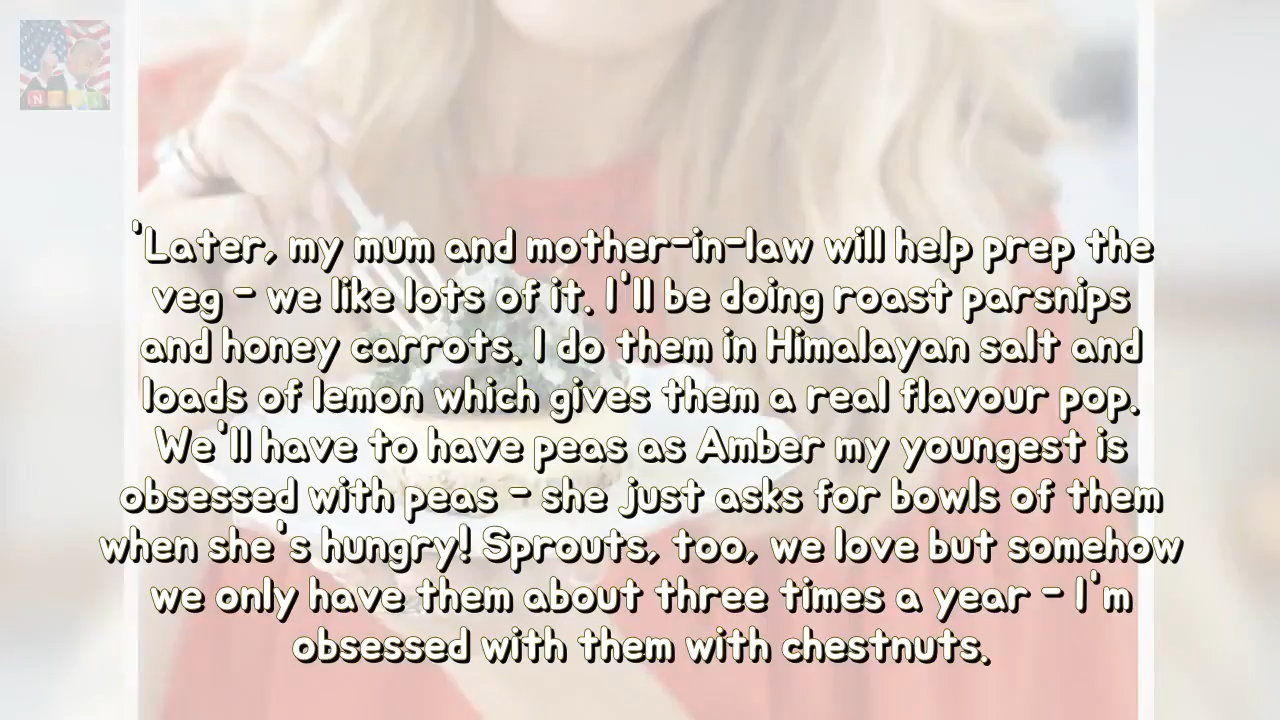 'Later, my mum and mother-in-law will help prep the
veg - we like lots of it. I'll be doing roast parsnips
and honey carrots. I do them in Himalayan salt and
loads of lemon which gives them a real flavour pop.
We'll have to have peas as Amber my youngest is
obsessed with peas - she just asks for bowls of them
when she's hungry! Sprouts, too, we love but somehow
we only have them about three times a year - I'm
obsessed with them with chestnuts.